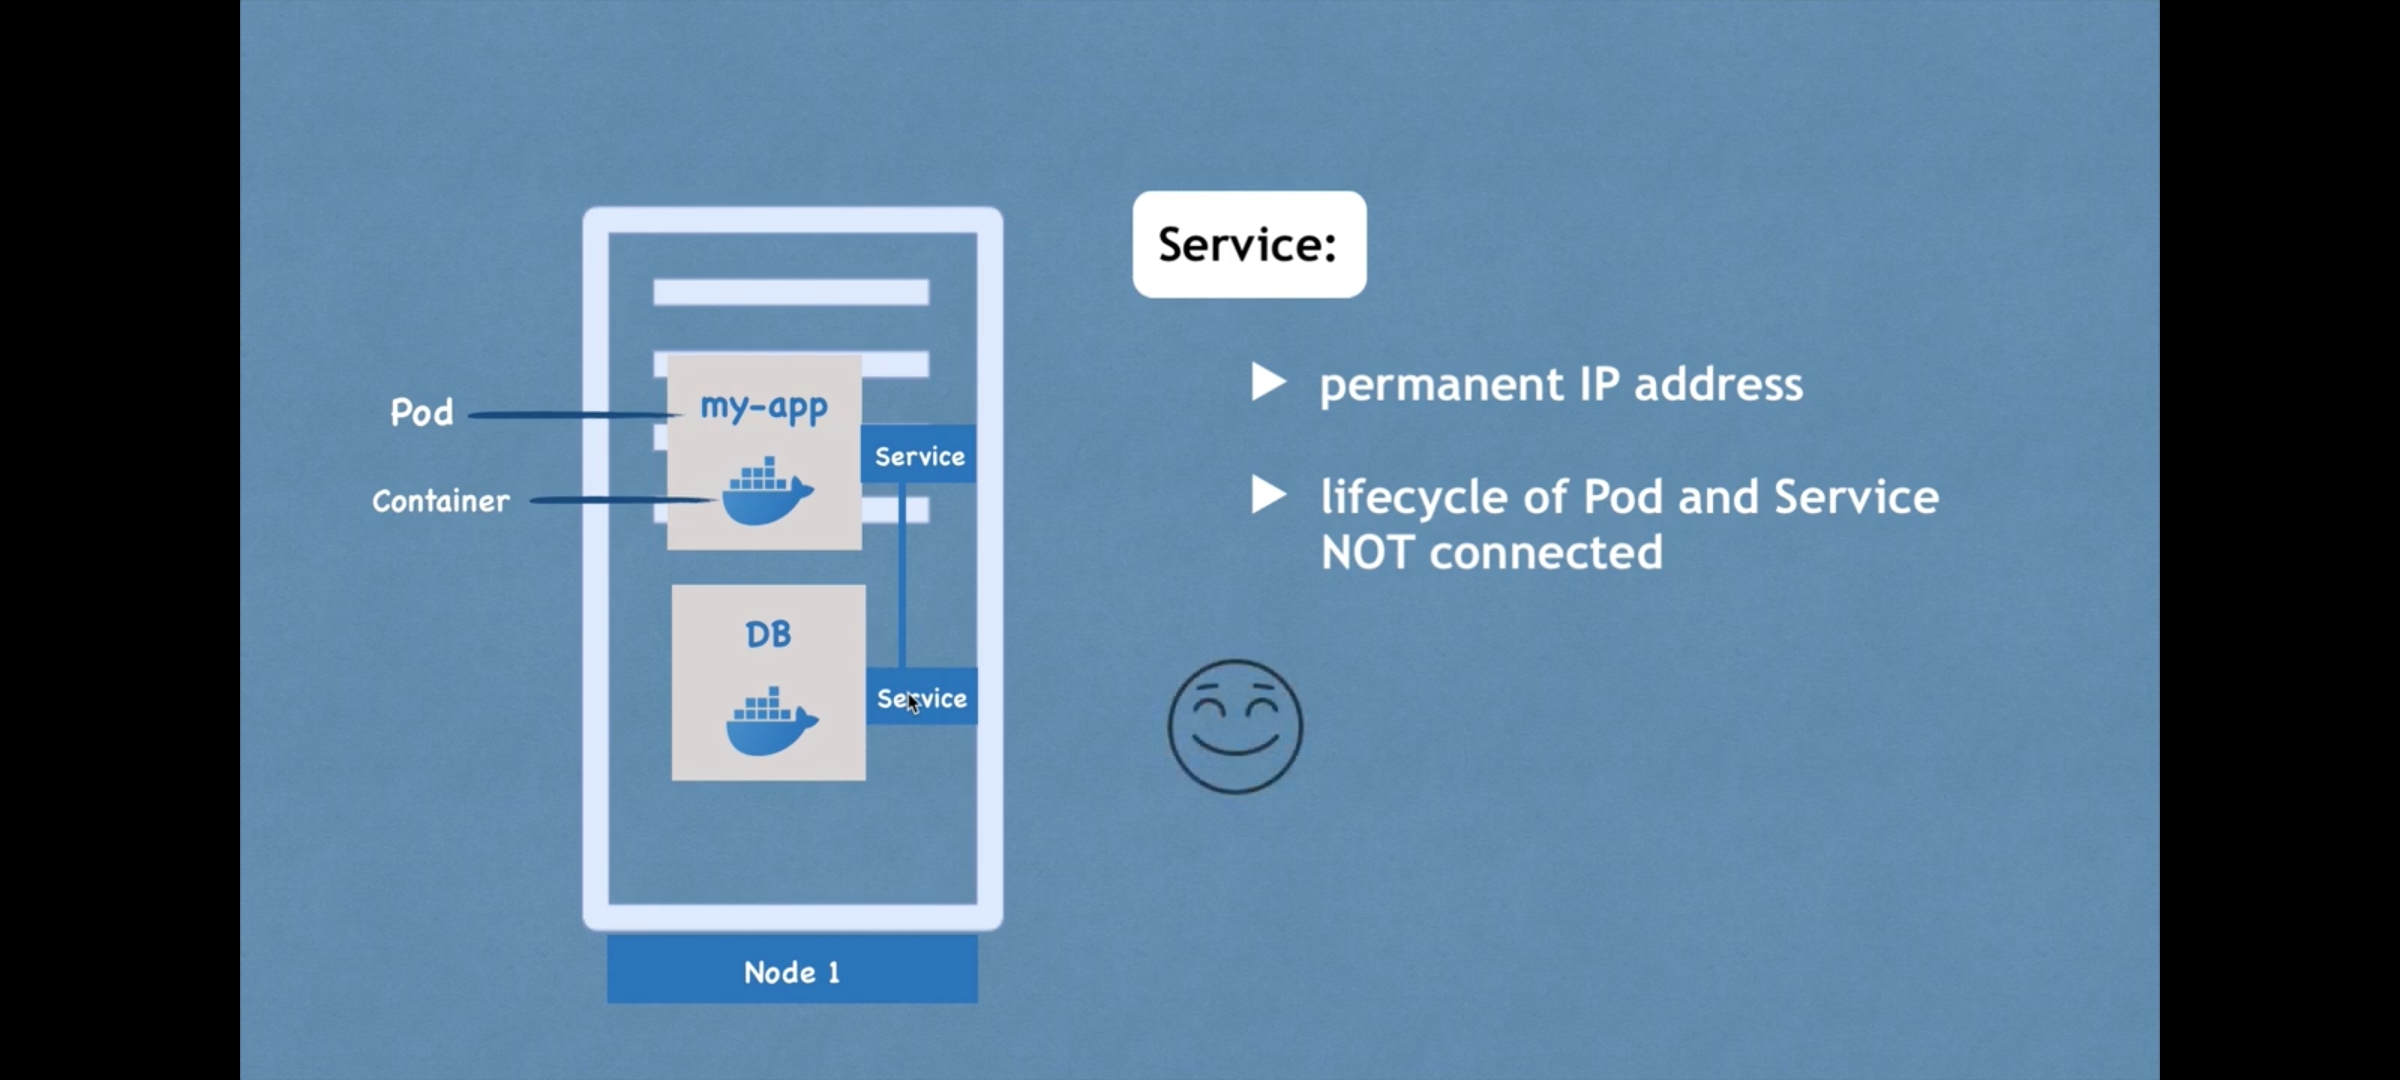 Service:
permanent IP address
lifecycle of Pod and Service
NOT connected
Pod
Container
my-app
Service
DB
Service
Node 1